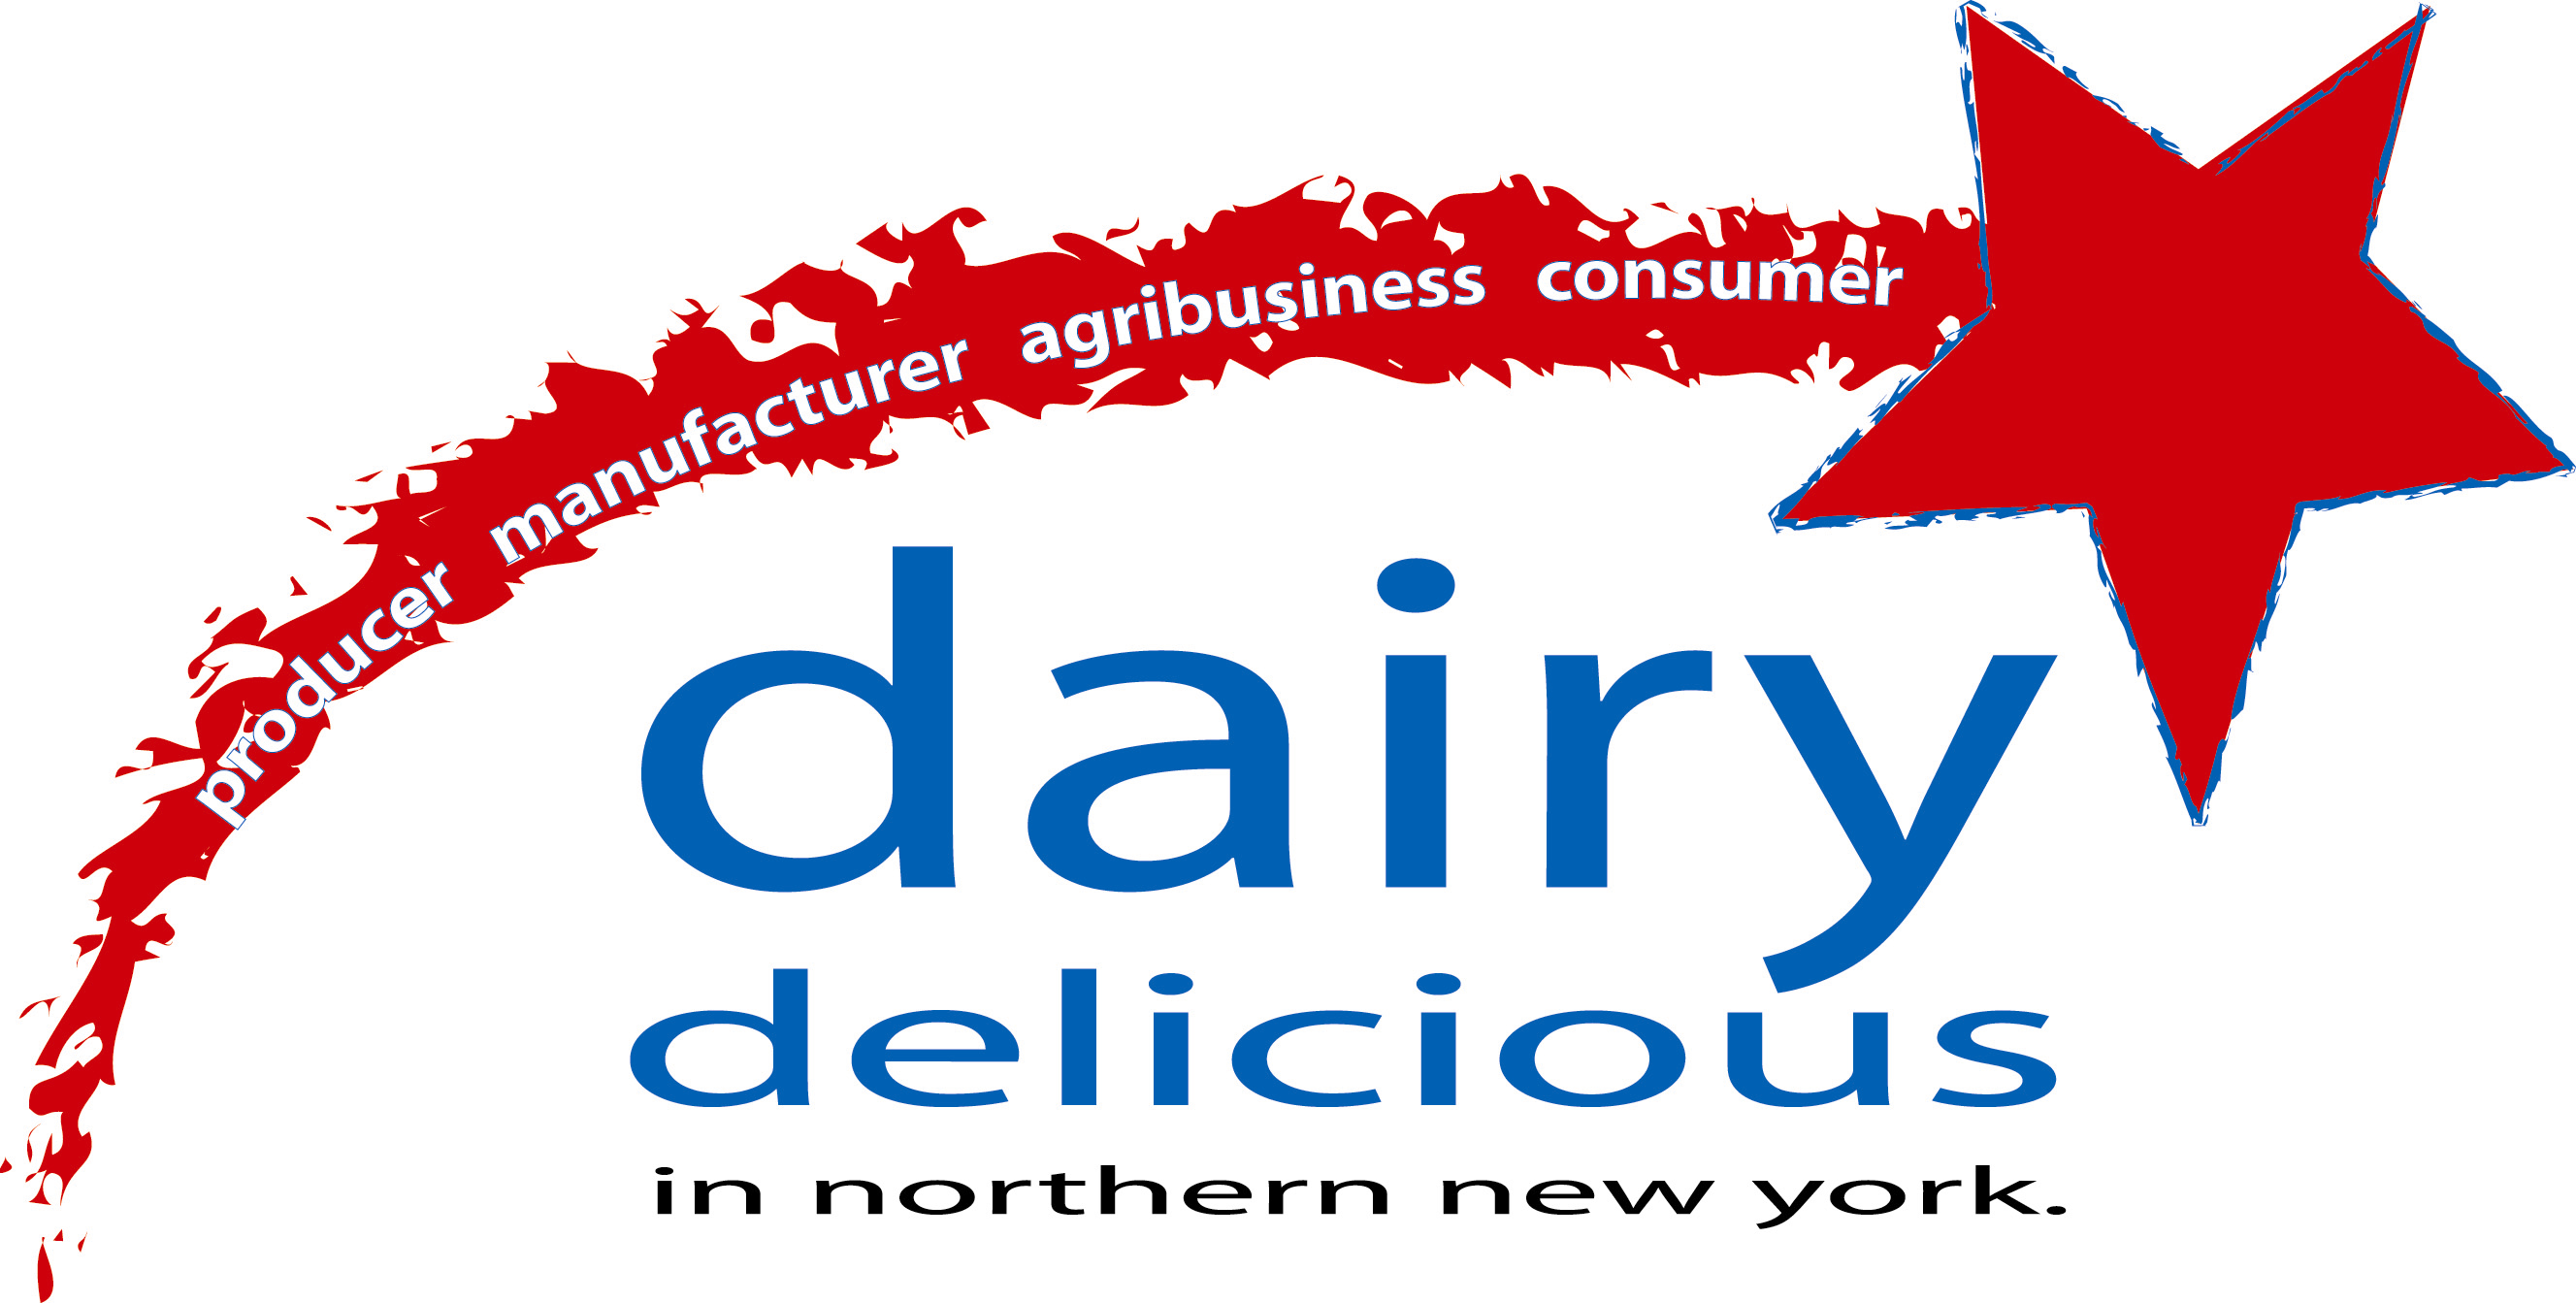 producer manufacturer agribusiness consumer
dairy
delicious
in northern new york.